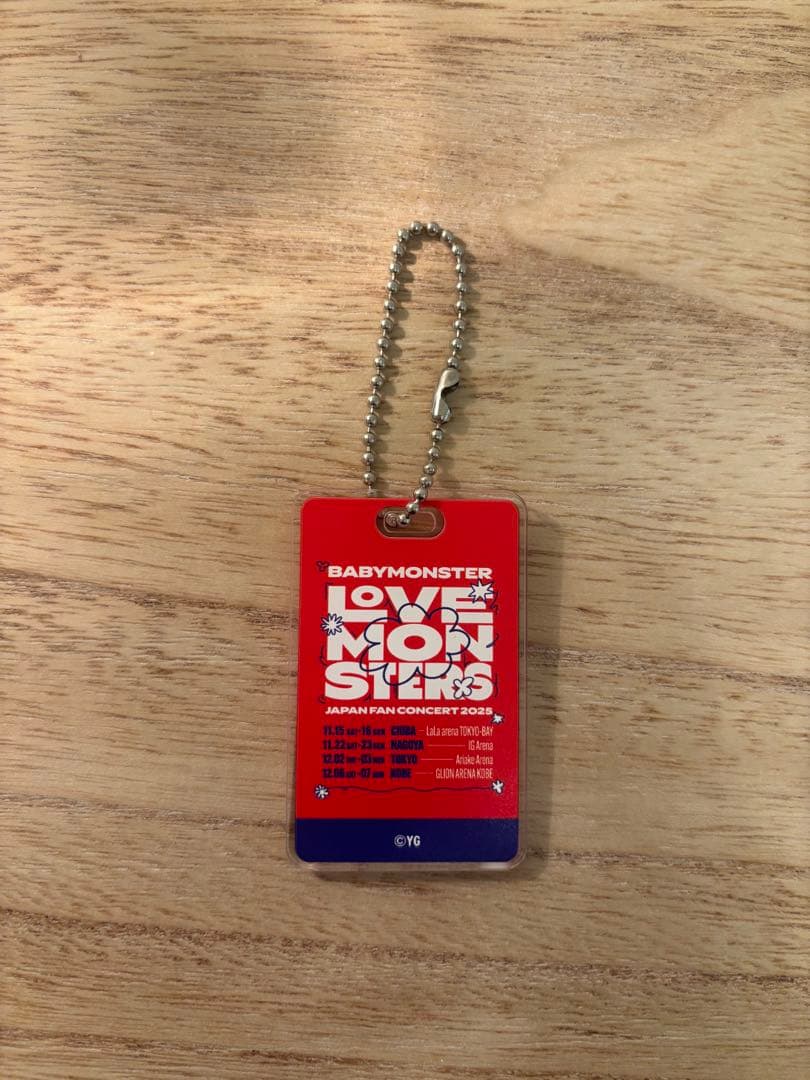 BABYMONSTER
LOVE
MON
STERS
JAPAN FAN CONCERT 2025
11.15 SAT-16 SUN CHIBA — LaLa arena TOKYO-BAY
11.22 SAT-23 SUN NAGOYA — IG Arena
12.02 TUE-03 WED TOKYO — Ariake Arena
12.06 SAT-07 SUN KOBE — GLION ARENA KOBE
©YG